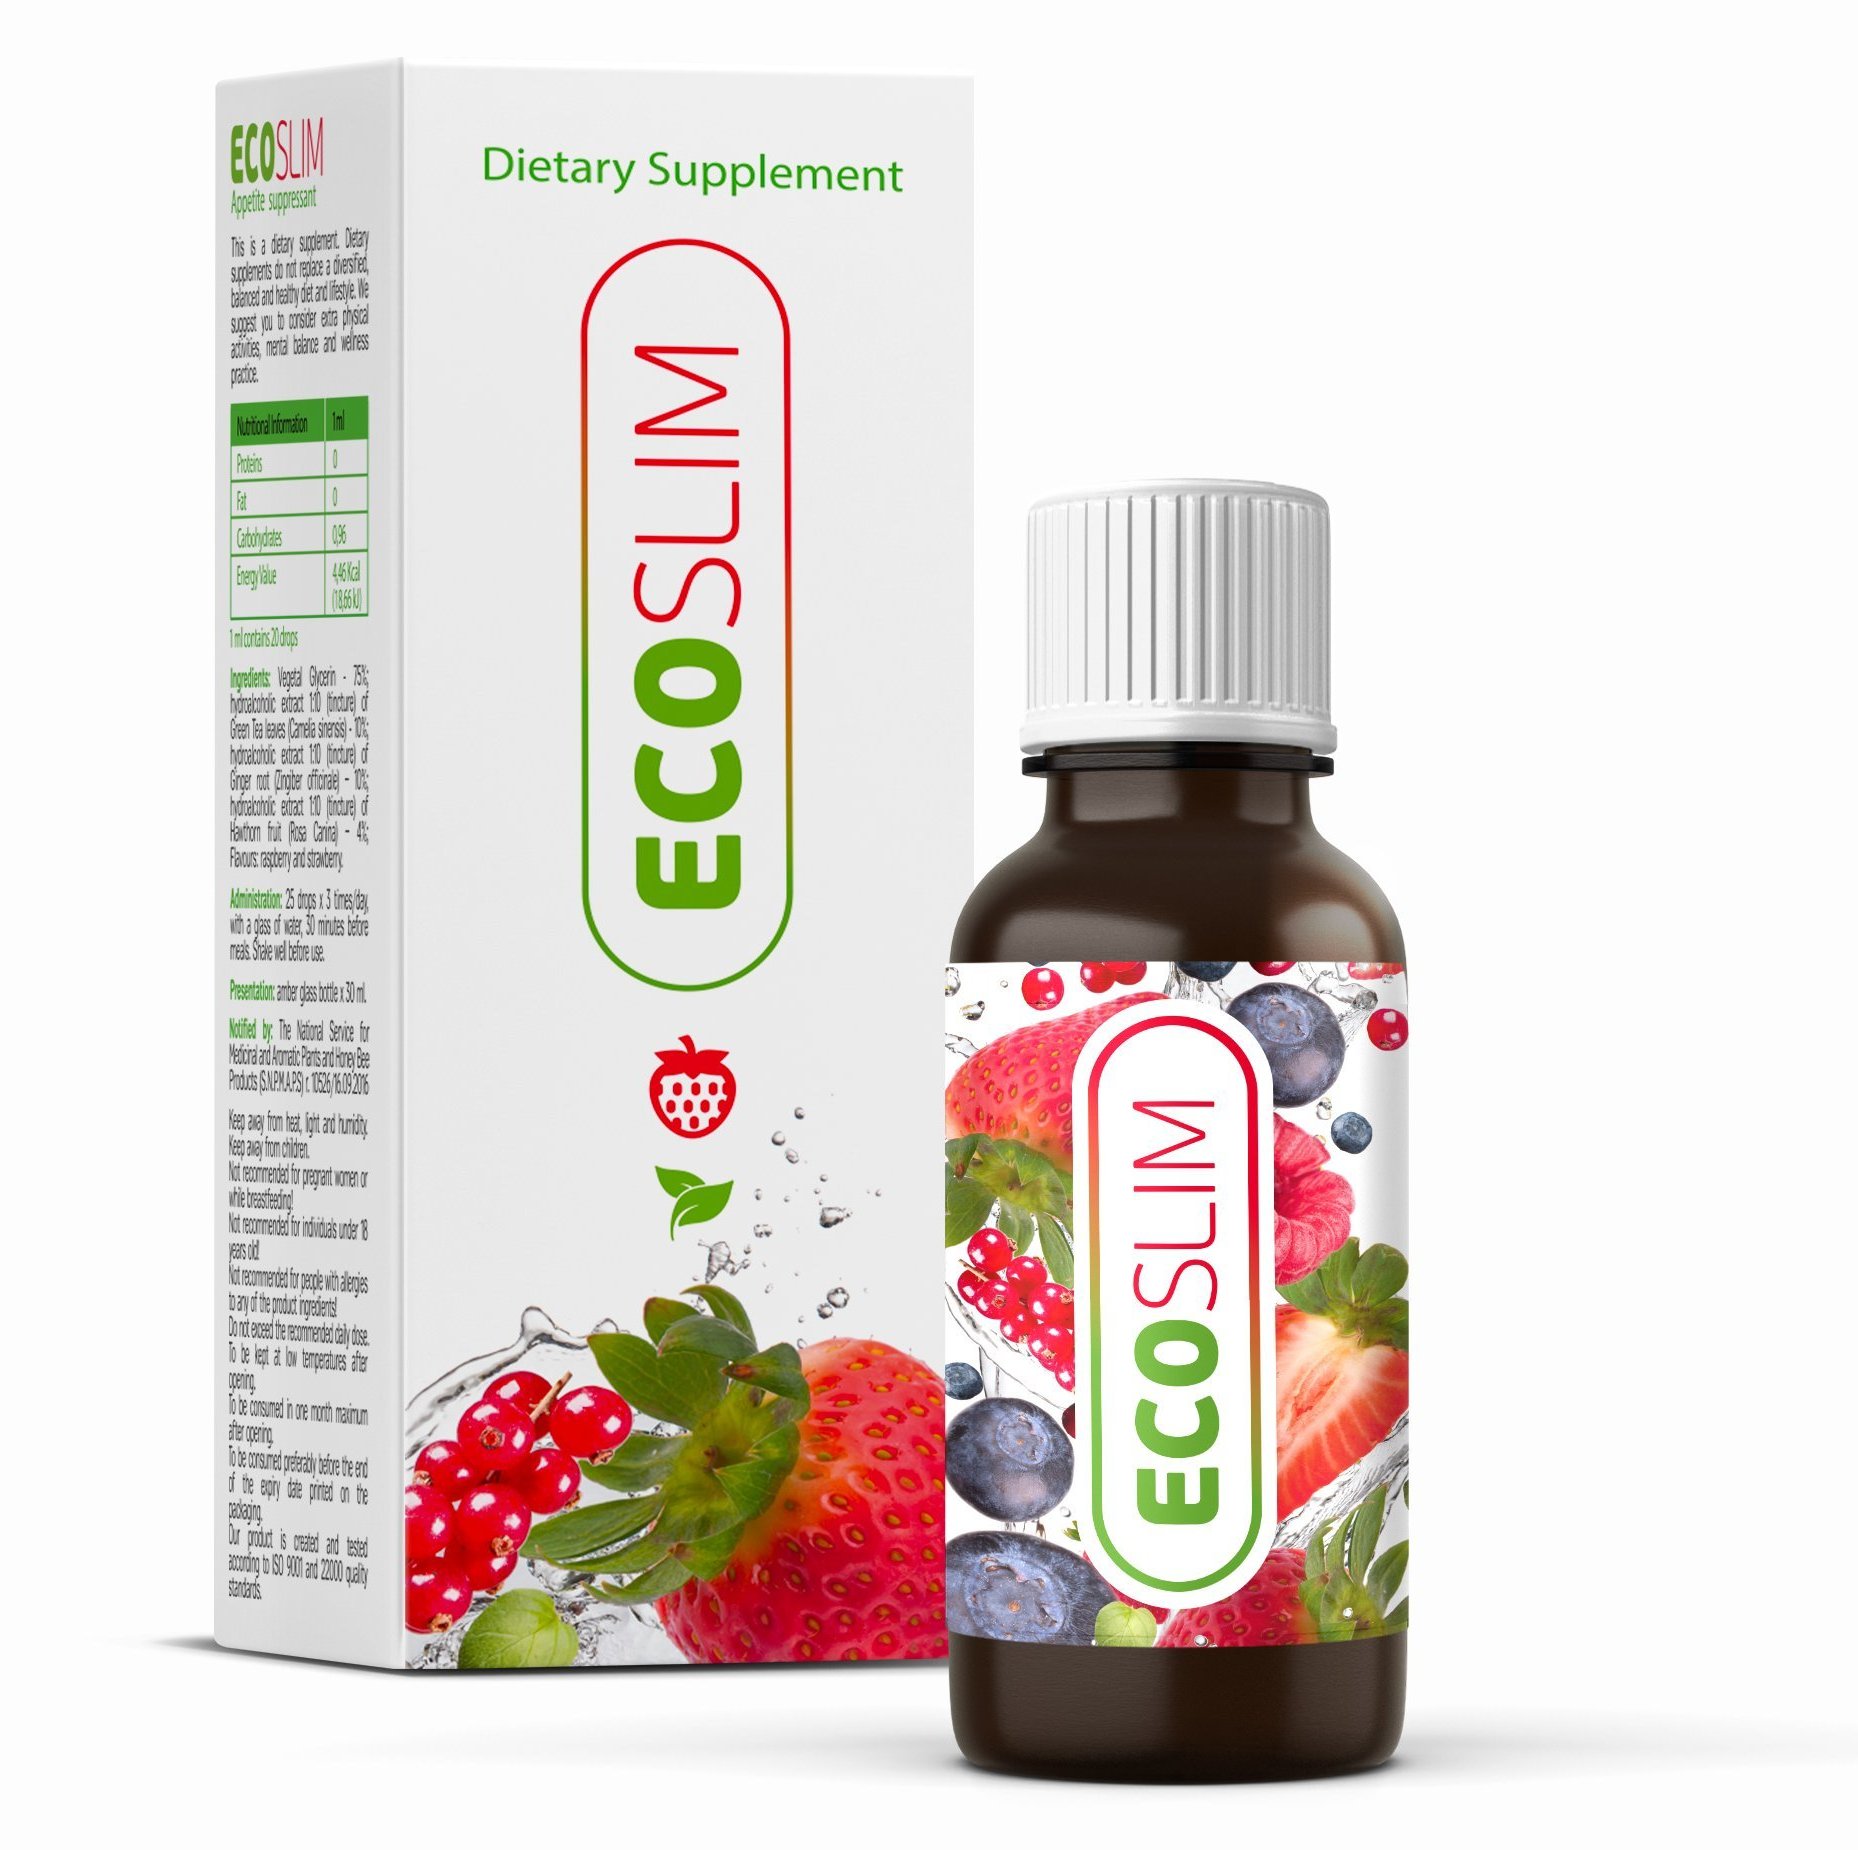 ECOSLIM
Appetite suppressant
This is a dietary supplement. Dietary
supplements do not replace a diversified,
balanced and healthy diet and lifestyle. We
suggest you to consider extra physical
activities, mental balance and wellness
practice.
Nutritional Information 1ml
Proteins 0
Fat 0
Carbohydrates 0,96
Energy Value 4,46 Kcal
(18,66 kJ)
1 ml contains 20 drops
Ingredients: Vegetal Glycerin - 75%;
hydroalcoholic extract 1:10 (tincture) of
Green Tea leaves (Camelia sinensis) - 10%;
hydroalcoholic extract 1:10 (tincture) of
Ginger root (Zingiber officinale) - 10%;
hydroalcoholic extract 1:10 (tincture) of
Hawthorn fruit (Rosa Canina) - 4%;
Flavours: raspberry and strawberry.
Administration: 25 drops x 3 times/day,
with a glass of water, 30 minutes before
meals. Shake well before use.
Presentation: amber glass bottle x 30 ml.
Notified by: The National Service for
Medicinal and Aromatic Plants and Honey Bee
Products (S.N.P.M.A.P.S) r. 10526/16.09.2016
Keep away from heat, light and humidity.
Keep away from children.
Not recommended for pregnant women or
while breastfeeding!
Not recommended for individuals under 18
years old!
Not recommended for people with allergies
to any of the product ingredients!
Do not exceed the recommended daily dose.
To be kept at low temperatures after
opening.
To be consumed in one month maximum
after opening.
To be consumed preferably before the end
of the expiry date printed on the
packaging.
Our product is created and tested
according to ISO 9001 and 22000 quality
standards.
Dietary Supplement
ECOSLIM
ECOSLIM